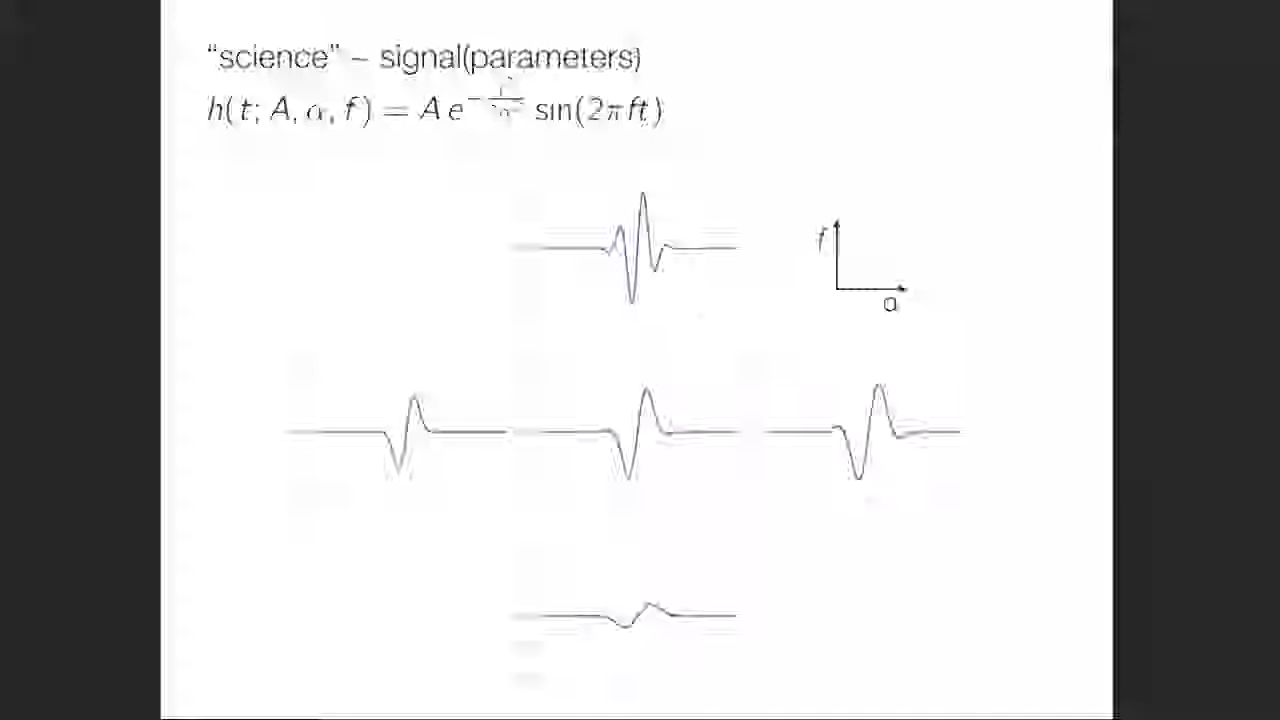 “science” – signal(parameters)
h(t; A, α, f) = A e sin(2πft)
f
a